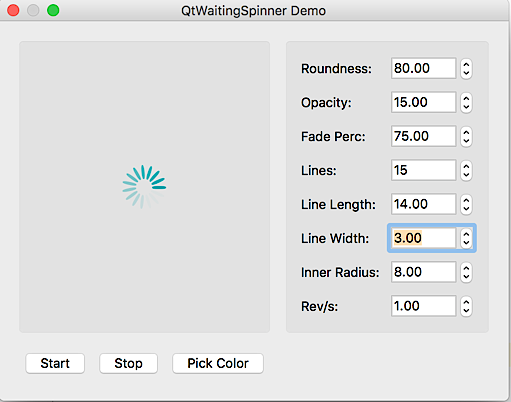 QtWaitingSpinner Demo
Roundness: 80.00
Opacity: 15.00
Fade Perc: 75.00
Lines: 15
Line Length: 14.00
Line Width: 3.00
Inner Radius: 8.00
Rev/s: 1.00
Start Stop Pick Color